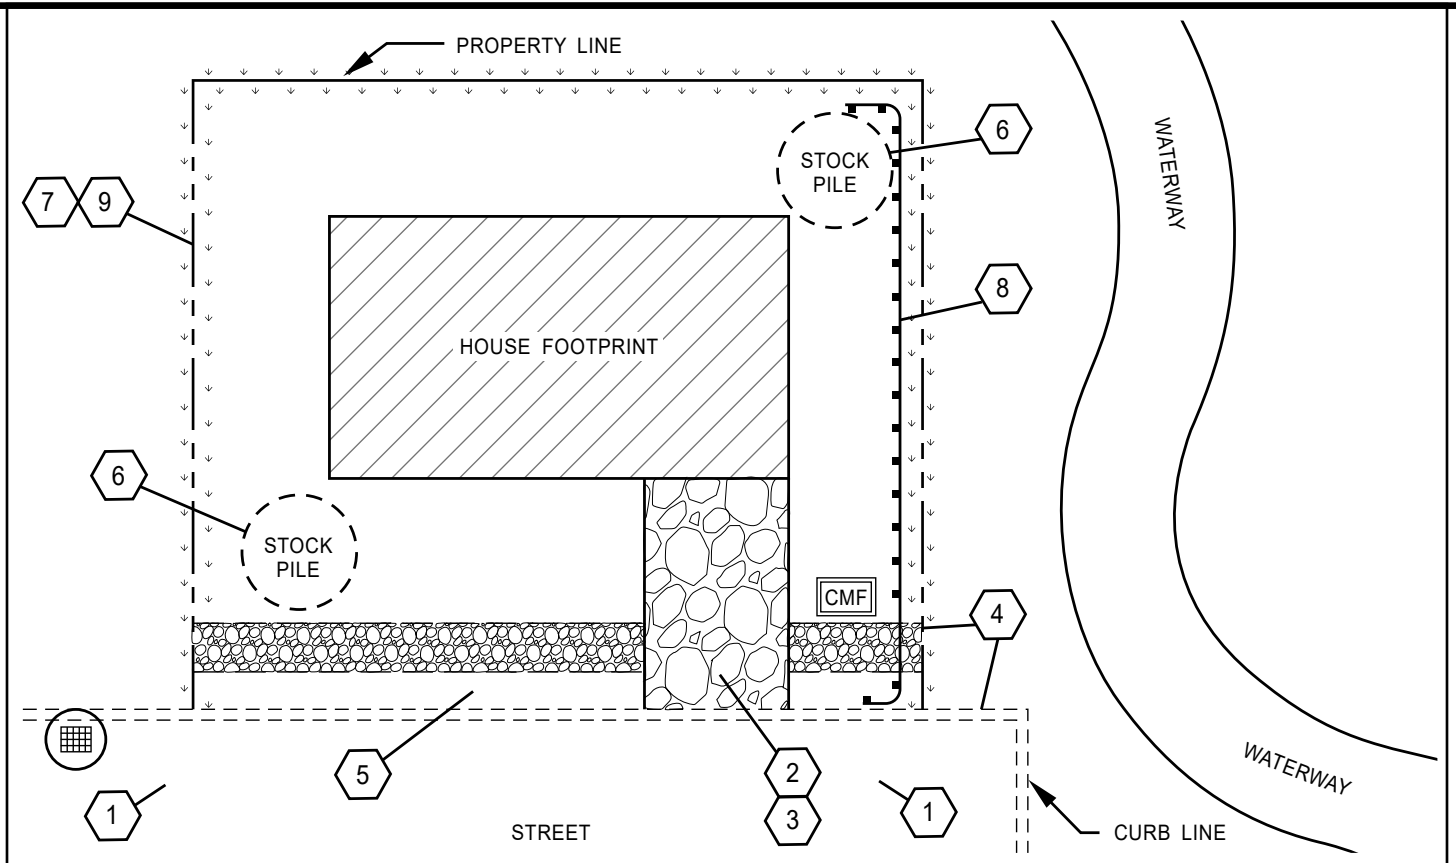 PROPERTY LINE
6
STOCK
PILE
WATERWAY
7 9
8
HOUSE FOOTPRINT
6
STOCK
PILE
CMF
4
WATERWAY
5
2
3
1
1
STREET
CURB LINE